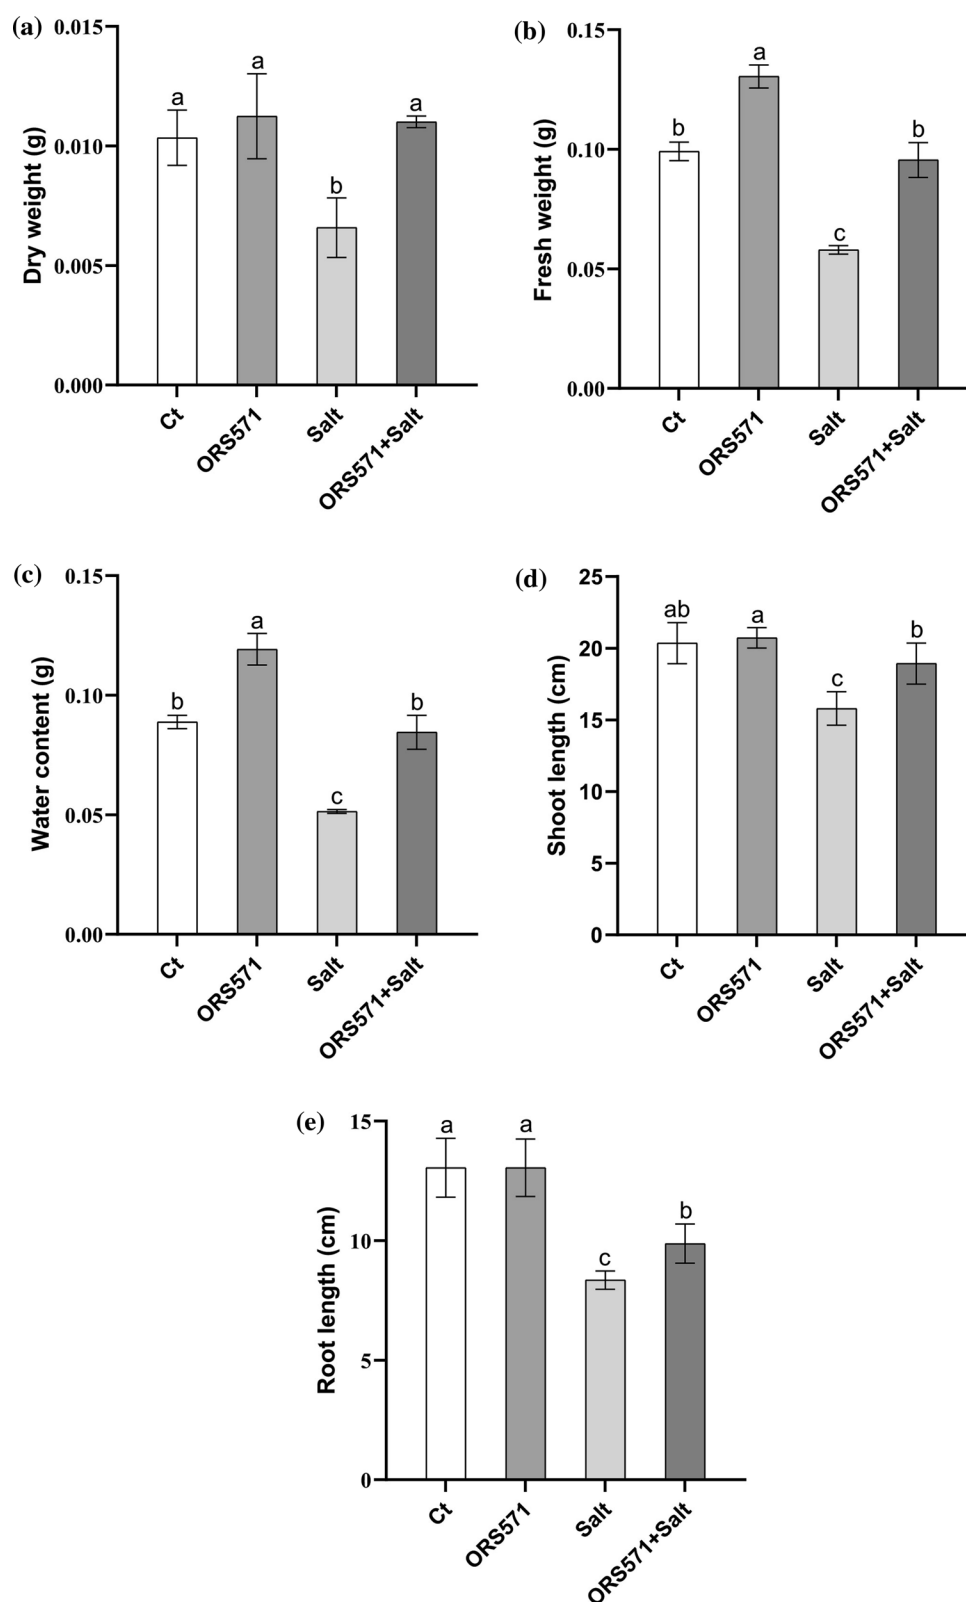 (a)
Dry weight (g)
0.015
0.010
0.005
0.000
a
a
b
a
Ct
ORS571
Salt
ORS571+Salt
(b)
Fresh weight (g)
0.15
0.10
0.05
0.00
b
a
c
b
Ct
ORS571
Salt
ORS571+Salt
(c)
Water content (g)
0.15
0.10
0.05
0.00
b
a
c
b
Ct
ORS571
Salt
ORS571+Salt
(d)
Shoot length (cm)
25
20
15
10
5
0
ab
a
c
b
Ct
ORS571
Salt
ORS571+Salt
(e)
Root length (cm)
15
10
5
0
a
a
c
b
Ct
ORS571
Salt
ORS571+Salt